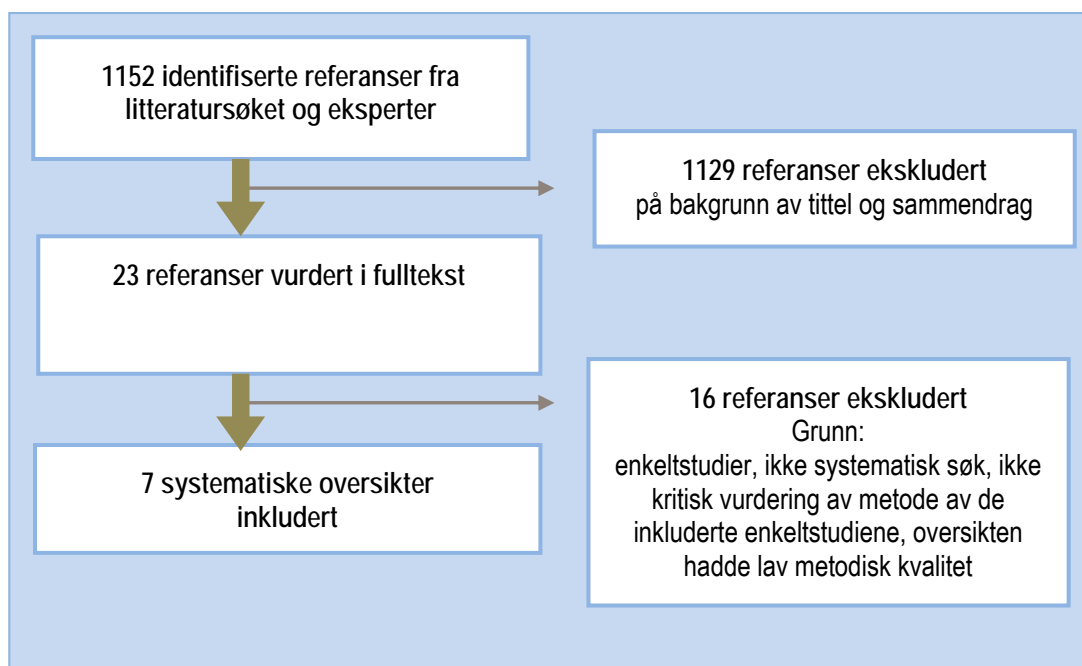 1152 identifiserte referanser fra
litteratursøket og eksperter
1129 referanser ekskludert
på bakgrunn av tittel og sammendrag
23 referanser vurdert i fulltekst
16 referanser ekskludert
Grunn:
enkeltstudier, ikke systematisk søk, ikke
kritisk vurdering av metode av de
inkluderte enkeltstudiene, oversikten
hadde lav metodisk kvalitet
7 systematiske oversikter
inkludert